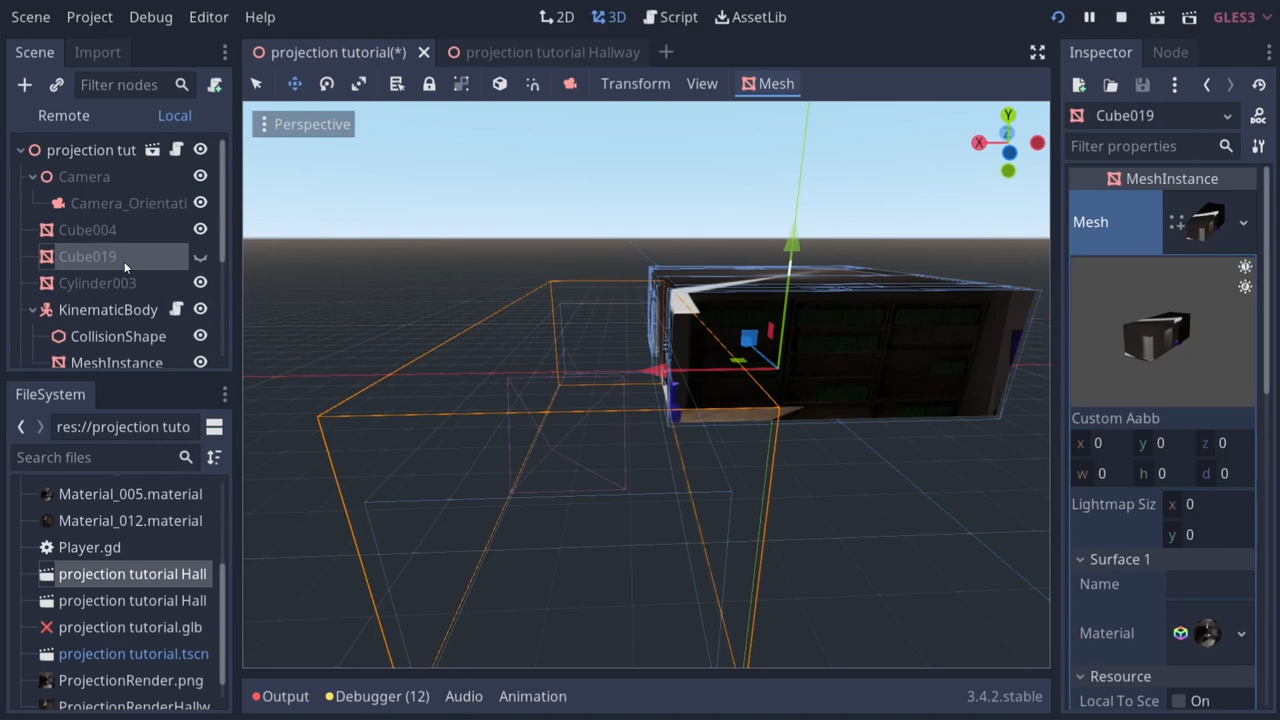 Scene Project Debug Editor Help
2D 3D Script AssetLib
GLES3
Scene Import
projection tutorial(*) projection tutorial Hallway
Inspector Node
Filter nodes
Transform View Mesh
Remote Local
Perspective
Y
X
Z
Cube019
Filter properties
projection tut
Camera
Camera_Orientati
Cube004
Cube019
Cylinder003
KinematicBody
CollisionShape
MeshInstance
MeshInstance
Mesh
FileSystem
res://projection tuto
Search files
Custom Aabb
x 0 y 0 z 0
w 0 h 0 d 0
Lightmap Siz x 0
y 0
Surface 1
Name
Material
Resource
Local To Sce On
Material_005.material
Material_012.material
Player.gd
projection tutorial Hall
projection tutorial Hall
projection tutorial.glb
projection tutorial.tscn
ProjectionRender.png
ProjectionRenderHallw
Output Debugger (12) Audio Animation 3.4.2.stable